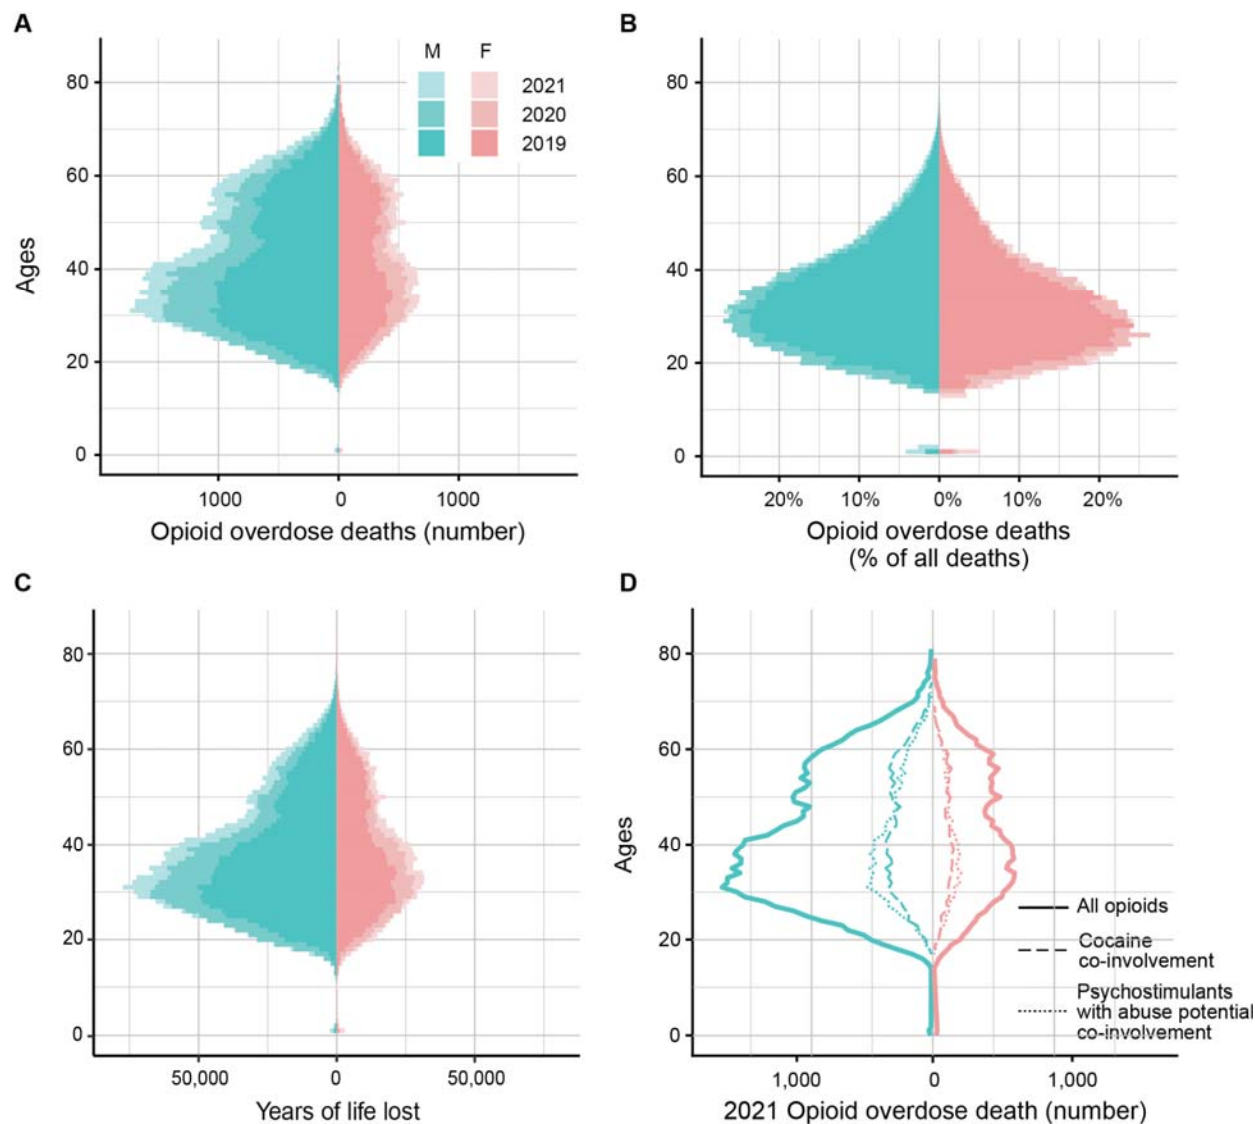 A
M F
2021
2020
2019
80
60
40
20
0
Ages
1000 0 1000
Opioid overdose deaths (number)
B
80
60
40
20
0
20% 10% 0% 10% 20%
Opioid overdose deaths
(% of all deaths)
C
80
60
40
20
0
50,000 0 50,000
Years of life lost
D
80
60
40
20
0
Ages
All opioids
Cocaine
co-involvement
Psychostimulants
with abuse potential
co-involvement
1,000 0 1,000
2021 Opioid overdose death (number)